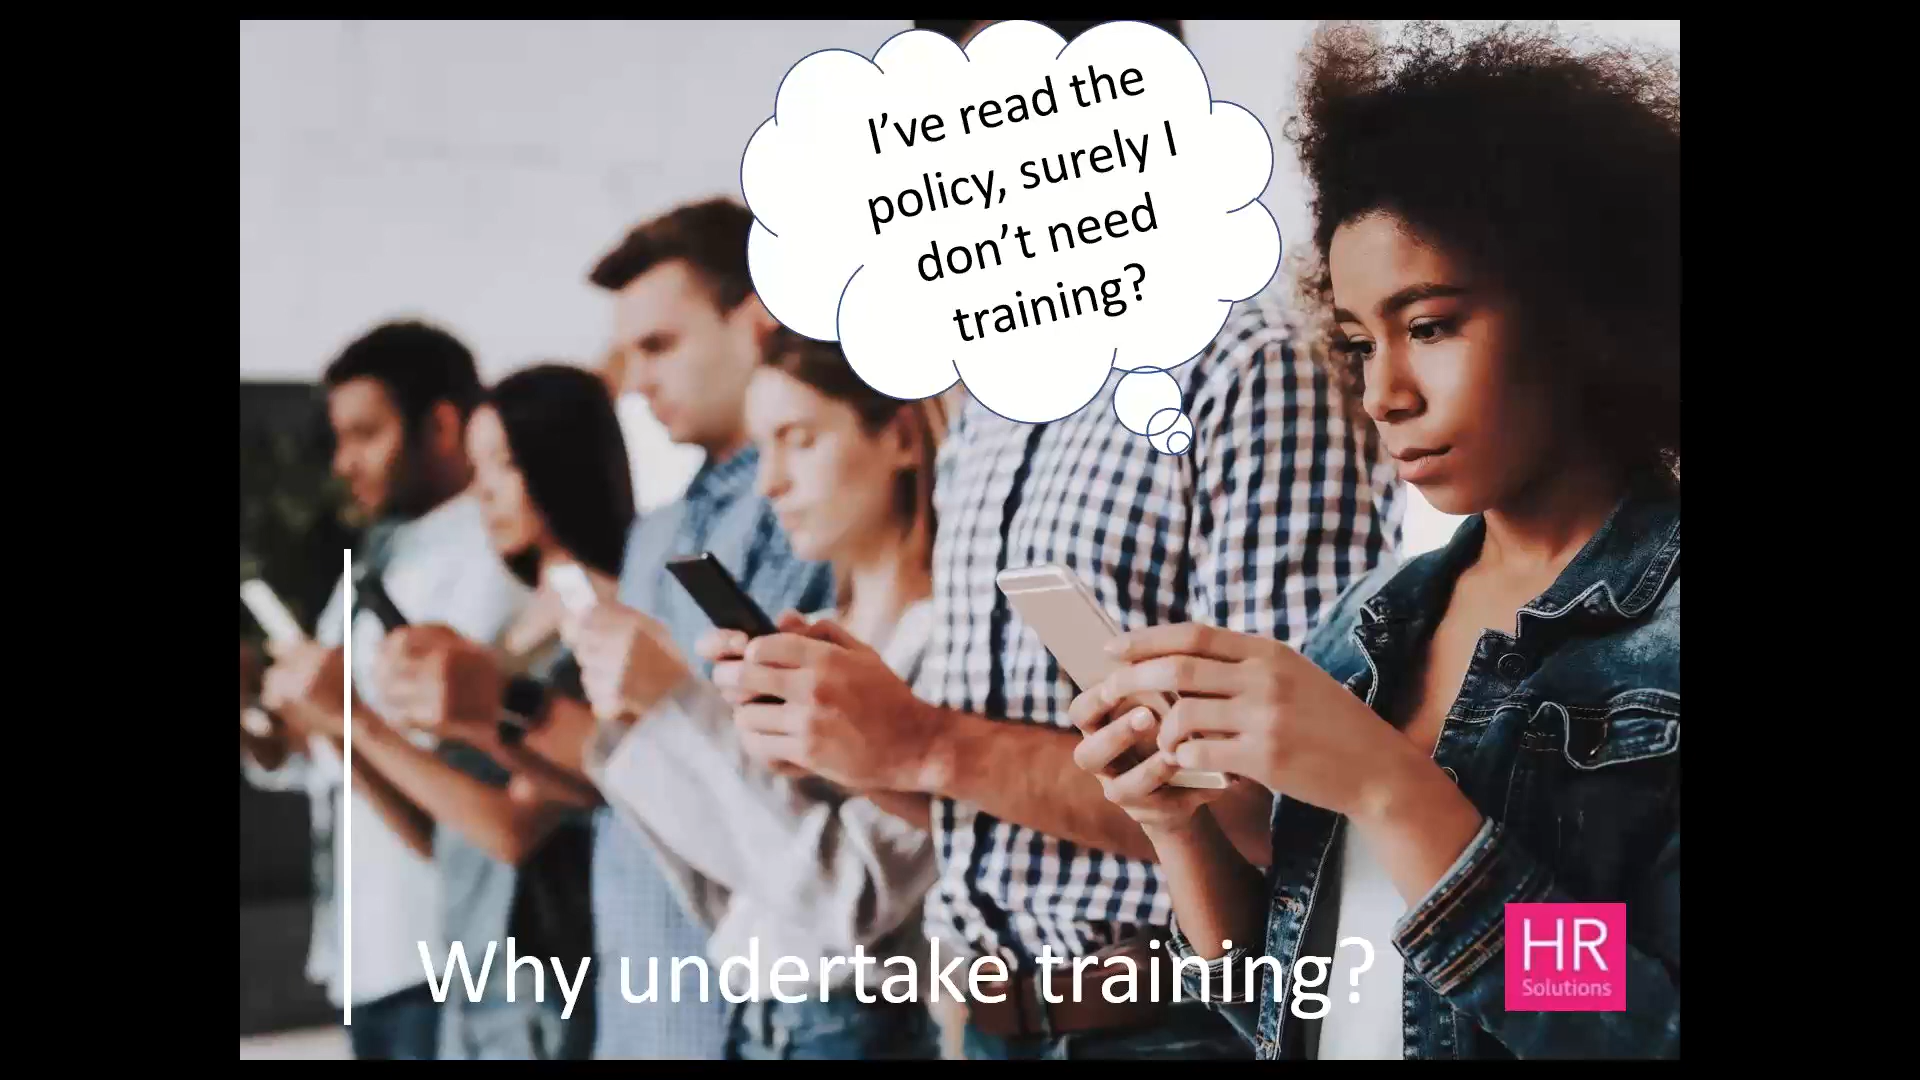 I’ve read the
policy, surely I
don’t need
training?
Why undertake training?
HR
Solutions